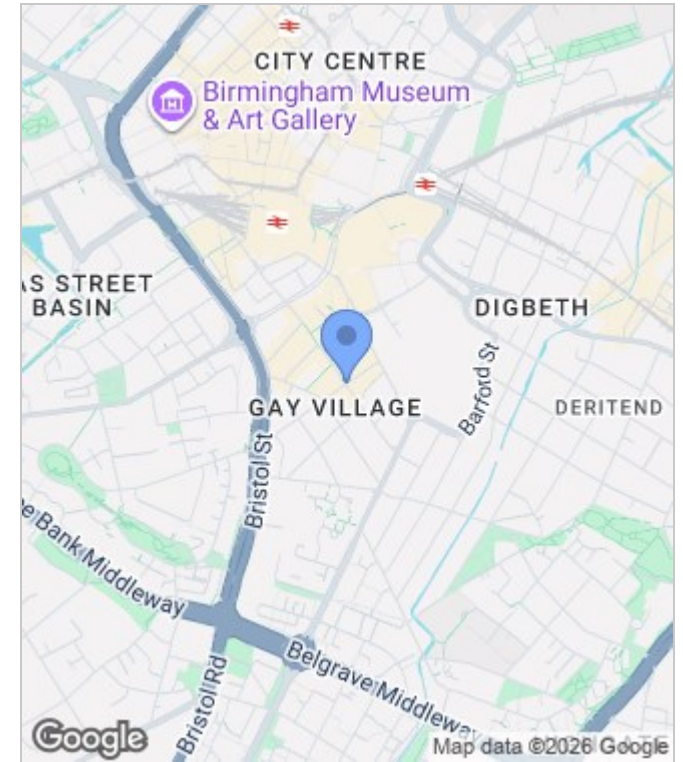 CITY CENTRE
Birmingham Museum
& Art Gallery
AS STREET
BASIN
DIGBETH
Barford St
GAY VILLAGE
DERITEND
Bristol St
Bank Middleway
Belgrave Middleway
Bristol Rd
Google
Map data ©2026 Google